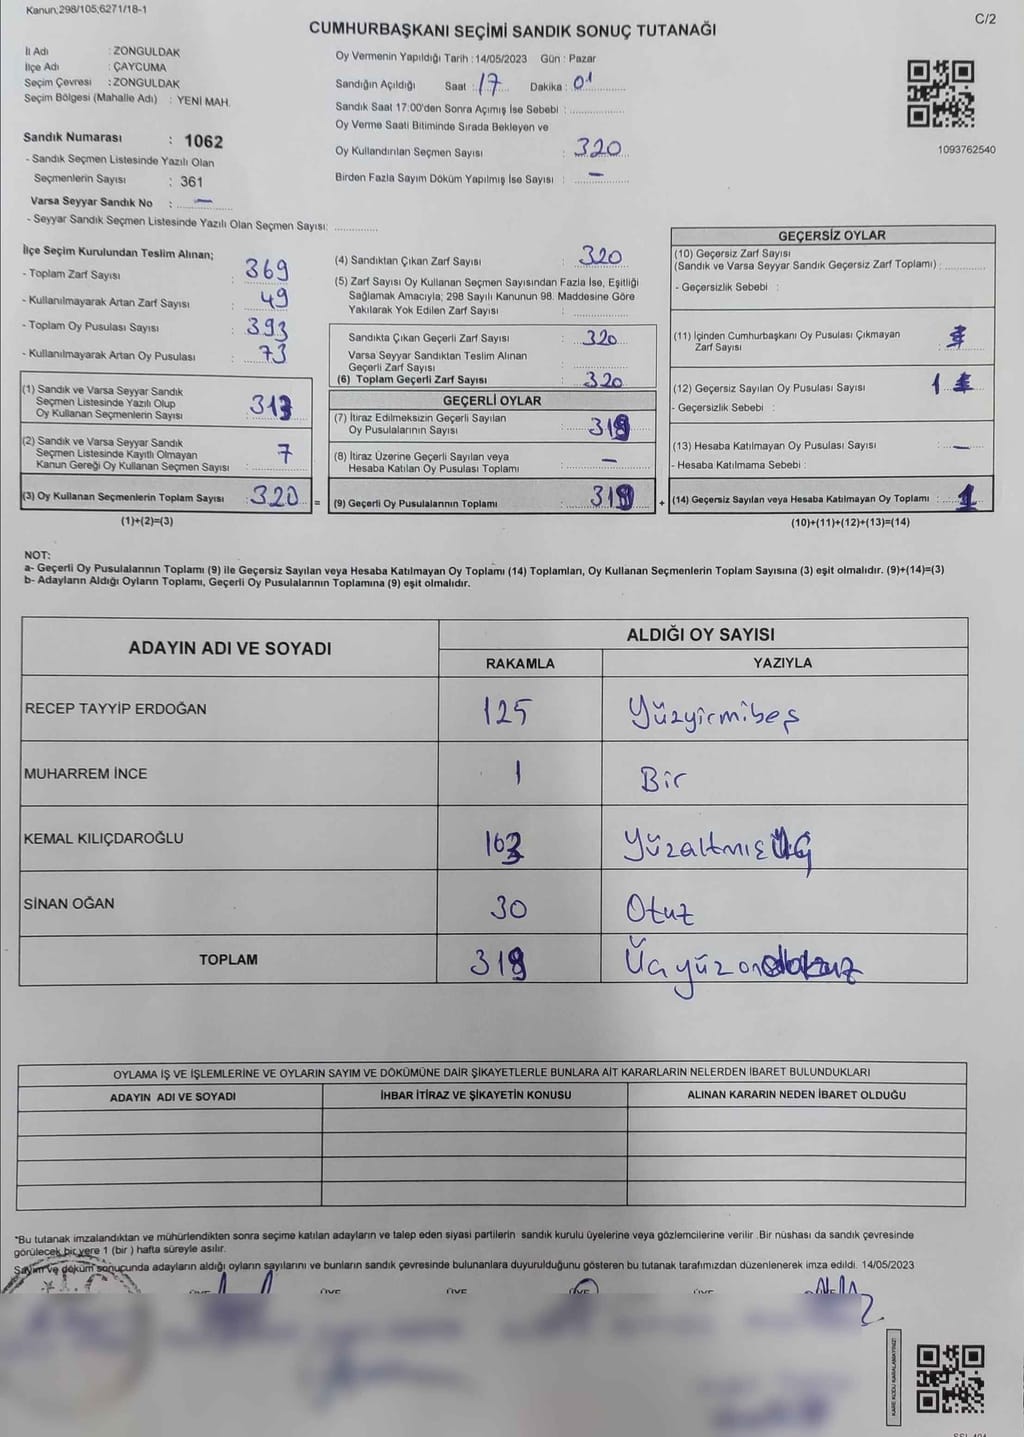 Kanun,298/105,6271/18-1
C/2
CUMHURBAŞKANI SEÇİMİ SANDIK SONUÇ TUTANAĞI
İl Adı : ZONGULDAK
İlçe Adı : ÇAYCUMA
Seçim Çevresi : ZONGULDAK
Seçim Bölgesi (Mahalle Adı) : YENİ MAH.
Sandık Numarası : 1062
- Sandık Seçmen Listesinde Yazılı Olan
Seçmenlerin Sayısı : 361
Varsa Seyyar Sandık No : —
- Seyyar Sandık Seçmen Listesinde Yazılı Olan Seçmen Sayısı:
Oy Vermenin Yapıldığı Tarih : 14/05/2023 Gün : Pazar
Sandığın Açıldığı Saat : 17 Dakika : 01
Sandık Saat 17:00'den Sonra Açımış İse Sebebi :
Oy Verme Saati Bitiminde Sırada Bekleyen ve
Oy Kullandırılan Seçmen Sayısı : 320
Birden Fazla Sayım Döküm Yapılmış İse Sayısı : —
1093762540
İlçe Seçim Kurulundan Teslim Alınan;
- Toplam Zarf Sayısı : 369
- Kullanılmayarak Artan Zarf Sayısı : 49
- Toplam Oy Pusulası Sayısı : 393
- Kullanılmayarak Artan Oy Pusulası : 73
(1) Sandık ve Varsa Seyyar Sandık
Seçmen Listesinde Yazılı Olup
Oy Kullanan Seçmenlerin Sayısı : 313
(2) Sandık ve Varsa Seyyar Sandık
Seçmen Listesinde Kayıtlı Olmayan
Kanun Gereği Oy Kullanan Seçmen Sayısı : 7
(3) Oy Kullanan Seçmenlerin Toplam Sayısı : 320 =
(1)+(2)=(3)
(4) Sandıktan Çıkan Zarf Sayısı : 320
(5) Zarf Sayısı Oy Kullanan Seçmen Sayısından Fazla İse, Eşitliği
Sağlamak Amacıyla; 298 Sayılı Kanunun 98. Maddesine Göre
Yakılarak Yok Edilen Zarf Sayısı :
Sandıkta Çıkan Geçerli Zarf Sayısı : 320
Varsa Seyyar Sandıktan Teslim Alınan
Geçerli Zarf Sayısı :
(6) Toplam Geçerli Zarf Sayısı : 320
GEÇERLİ OYLAR
(7) İtiraz Edilmeksizin Geçerli Sayılan
Oy Pusulalarının Sayısı : 319
(8) İtiraz Üzerine Geçerli Sayılan veya
Hesaba Katılan Oy Pusulası Toplamı : —
(9) Geçerli Oy Pusulalarının Toplamı : 319 +
GEÇERSİZ OYLAR
(10) Geçersiz Zarf Sayısı
(Sandık ve Varsa Seyyar Sandık Geçersiz Zarf Toplamı) :
- Geçersizlik Sebebi :
(11) İçinden Cumhurbaşkanı Oy Pusulası Çıkmayan
Zarf Sayısı :
(12) Geçersiz Sayılan Oy Pusulası Sayısı : 1
- Geçersizlik Sebebi :
(13) Hesaba Katılmayan Oy Pusulası Sayısı : —
- Hesaba Katılmama Sebebi :
(14) Geçersiz Sayılan veya Hesaba Katılmayan Oy Toplamı : 1
(10)+(11)+(12)+(13)=(14)
NOT:
a- Geçerli Oy Pusulalarının Toplamı (9) ile Geçersiz Sayılan veya Hesaba Katılmayan Oy Toplamı (14) Toplamları, Oy Kullanan Seçmenlerin Toplam Sayısına (3) eşit olmalıdır. (9)+(14)=(3)
b- Adayların Aldığı Oyların Toplamı, Geçerli Oy Pusulalarının Toplamına (9) eşit olmalıdır.
ADAYIN ADI VE SOYADI ALDIĞI OY SAYISI
RAKAMLA YAZIYLA
RECEP TAYYİP ERDOĞAN 125 Yüzyirmibeş
MUHARREM İNCE 1 Bir
KEMAL KILIÇDAROĞLU 163 Yüzaltmışüç
SİNAN OĞAN 30 Otuz
TOPLAM 319 Üçyüzondokuz
OYLAMA İŞ VE İŞLEMLERİNE VE OYLARIN SAYIM VE DÖKÜMÜNE DAİR ŞİKAYETLERLE BUNLARA AİT KARARLARIN NELERDEN İBARET BULUNDUKLARI
ADAYIN ADI VE SOYADI İHBAR İTİRAZ VE ŞİKAYETİN KONUSU ALINAN KARARIN NEDEN İBARET OLDUĞU
*Bu tutanak imzalandıktan ve mühürlendikten sonra seçime katılan adayların ve talep eden siyasi partilerin sandık kurulu üyelerine veya gözlemcilerine verilir .Bir nüshası da sandık çevresinde
görülecek bir yere 1 (bir ) hafta süreyle asılır.
Sayım ve döküm sonucunda adayların aldığı oyların sayılarını ve bunların sandık çevresinde bulunanlara duyurulduğunu gösteren bu tutanak tarafımızdan düzenlenerek imza edildi. 14/05/2023
KARE KODU KARALAMAYINIZ!